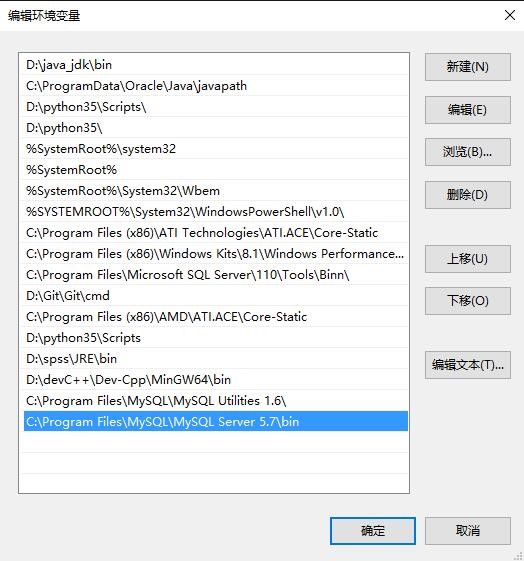 编辑环境变量
D:\java_jdk\bin
C:\ProgramData\Oracle\Java\javapath
D:\python35\Scripts\
D:\python35\
%SystemRoot%\system32
%SystemRoot%
%SystemRoot%\System32\Wbem
%SYSTEMROOT%\System32\WindowsPowerShell\v1.0\
C:\Program Files (x86)\ATI Technologies\ATI.ACE\Core-Static
C:\Program Files (x86)\Windows Kits\8.1\Windows Performance...
C:\Program Files\Microsoft SQL Server\110\Tools\Binn\
D:\Git\Git\cmd
C:\Program Files (x86)\AMD\ATI.ACE\Core-Static
D:\python35\Scripts
D:\spss\JRE\bin
D:\devC++\Dev-Cpp\MinGW64\bin
C:\Program Files\MySQL\MySQL Utilities 1.6\
C:\Program Files\MySQL\MySQL Server 5.7\bin
新建(N)
编辑(E)
浏览(B)...
删除(D)
上移(U)
下移(O)
编辑文本(T)...
确定
取消